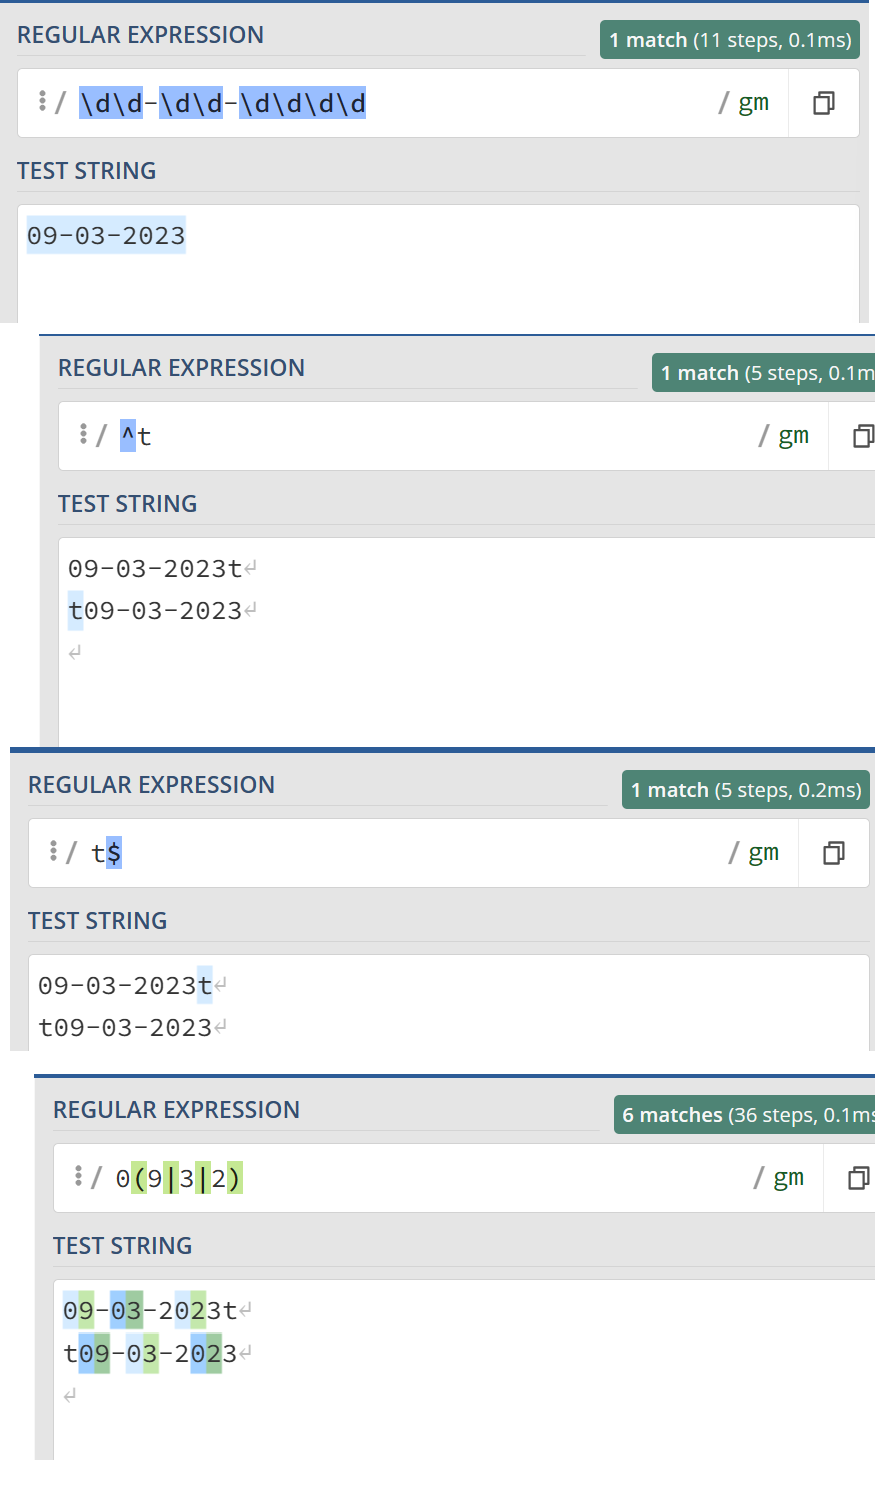 REGULAR EXPRESSION
1 match (11 steps, 0.1ms)
/ \d\d-\d\d-\d\d\d\d / gm
TEST STRING
09-03-2023
REGULAR EXPRESSION
1 match (5 steps, 0.1m
/ ^t / gm
TEST STRING
09-03-2023t↵
t09-03-2023↵
↵
REGULAR EXPRESSION
1 match (5 steps, 0.2ms)
/ t$ / gm
TEST STRING
09-03-2023t↵
t09-03-2023↵
REGULAR EXPRESSION
6 matches (36 steps, 0.1ms
/ 0(9|3|2) / gm
TEST STRING
09-03-2023t↵
t09-03-2023↵
↵